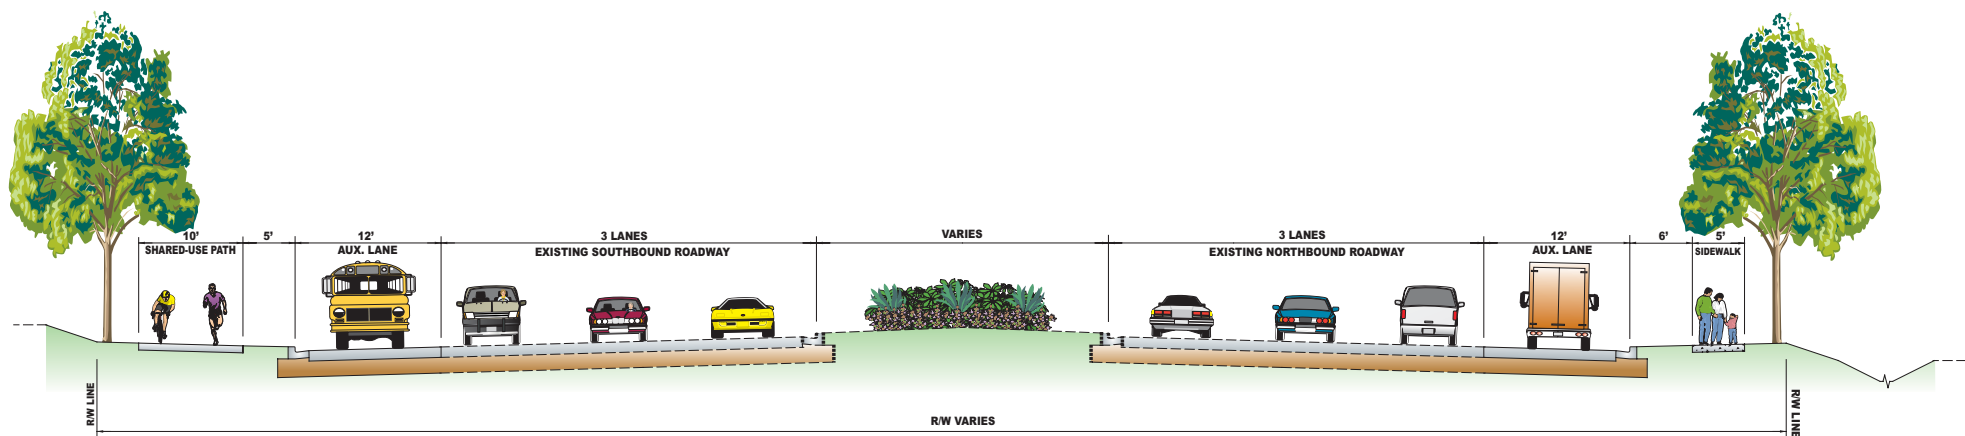 10’ 5’ 12’ 3 LANES VARIES 3 LANES 12’ 6’ 5’
SHARED-USE PATH AUX. LANE EXISTING SOUTHBOUND ROADWAY EXISTING NORTHBOUND ROADWAY AUX. LANE SIDEWALK
R/W LINE
R/W VARIES
R/W LINE